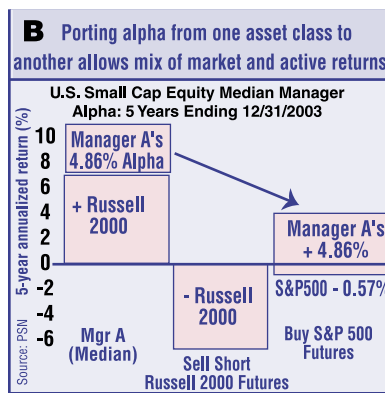 B Porting alpha from one asset class to
another allows mix of market and active returns
U.S. Small Cap Equity Median Manager
Alpha: 5 Years Ending 12/31/2003
5-year annualized return (%)
10
8
6
4
2
0
-2
-4
-6
Manager A's
4.86% Alpha
+ Russell
2000
Mgr A
(Median)
- Russell
2000
Sell Short
Russell 2000 Futures
Manager A's
+ 4.86%
S&P500 - 0.57%
Buy S&P 500
Futures
Source: PSN